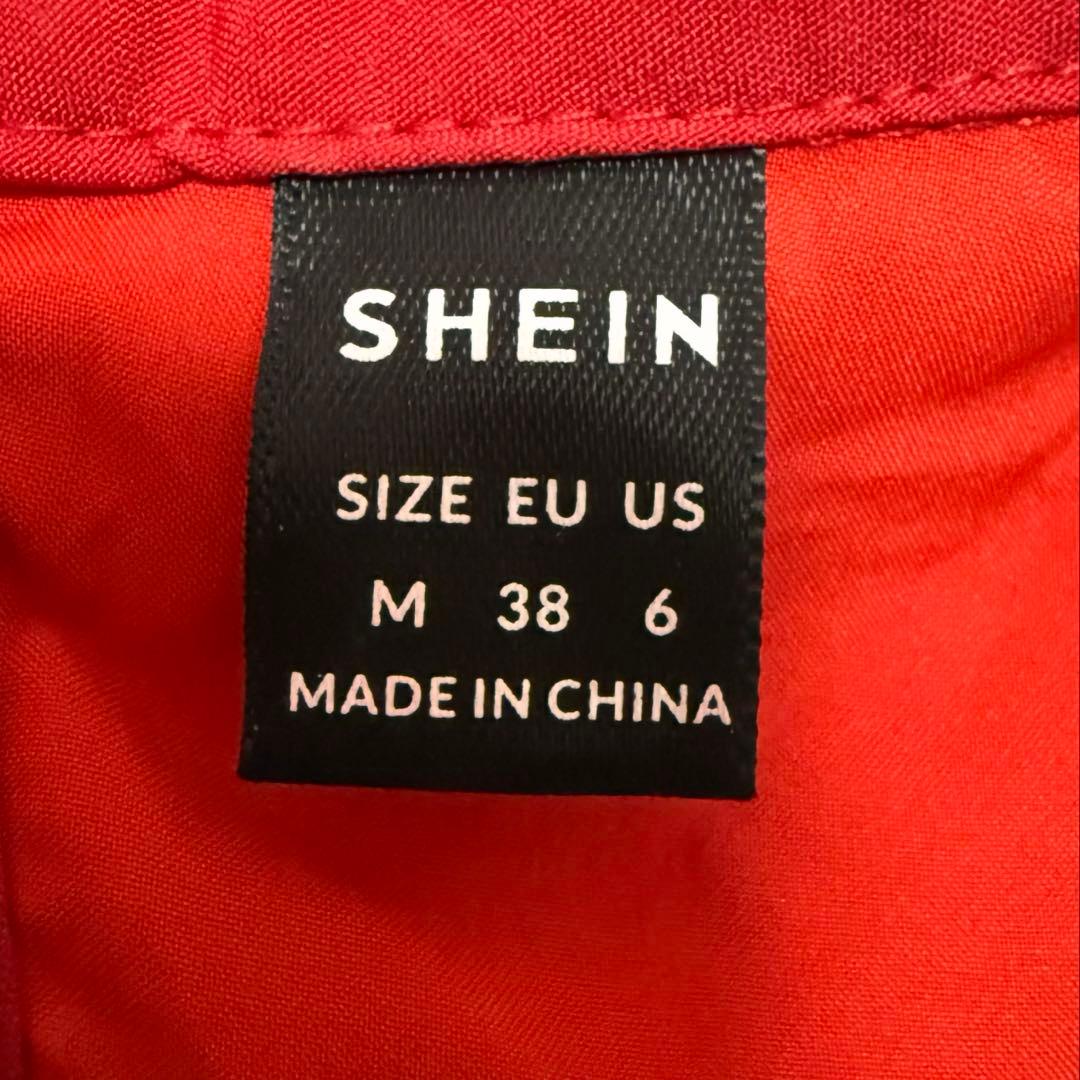 SHEIN
SIZE EU US
M 38 6
MADE IN CHINA